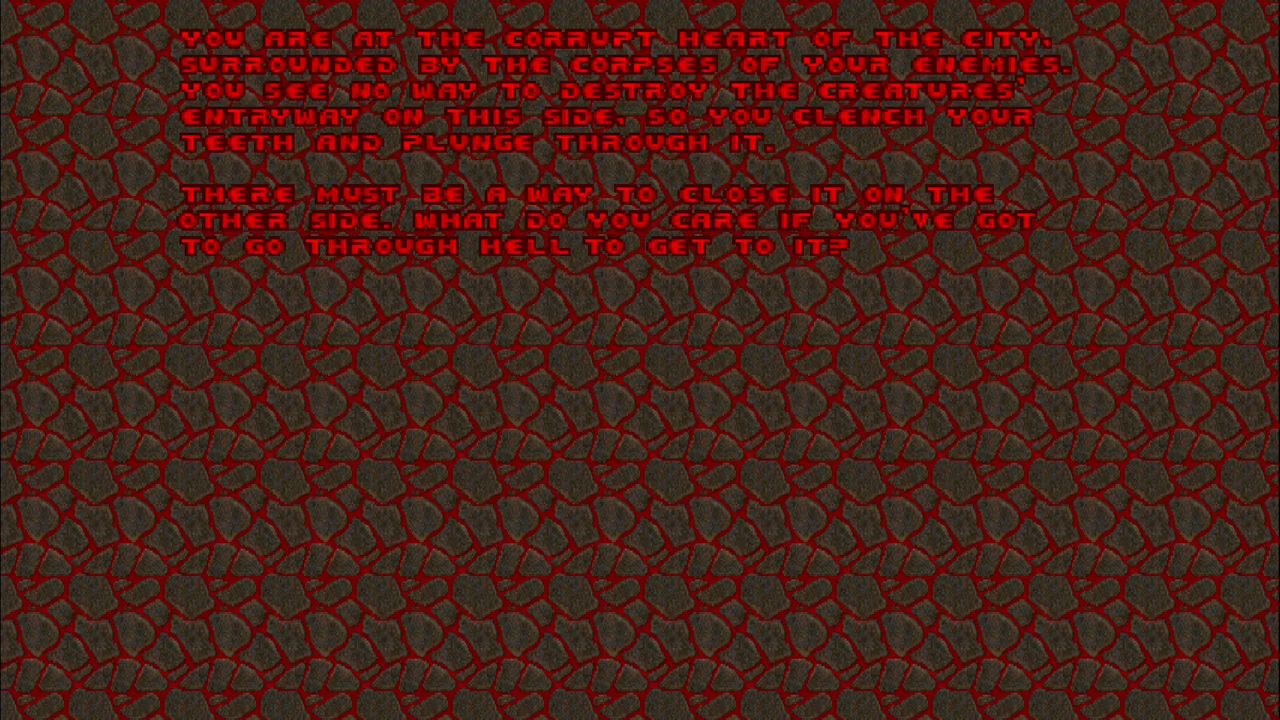 YOU ARE AT THE CORRUPT HEART OF THE CITY,
SURROUNDED BY THE CORPSES OF YOUR ENEMIES.
YOU SEE NO WAY TO DESTROY THE CREATURES'
ENTRYWAY ON THIS SIDE, SO YOU CLENCH YOUR
TEETH AND PLUNGE THROUGH IT.
THERE MUST BE A WAY TO CLOSE IT ON THE
OTHER SIDE. WHAT DO YOU CARE IF YOU'VE GOT
TO GO THROUGH HELL TO GET TO IT?